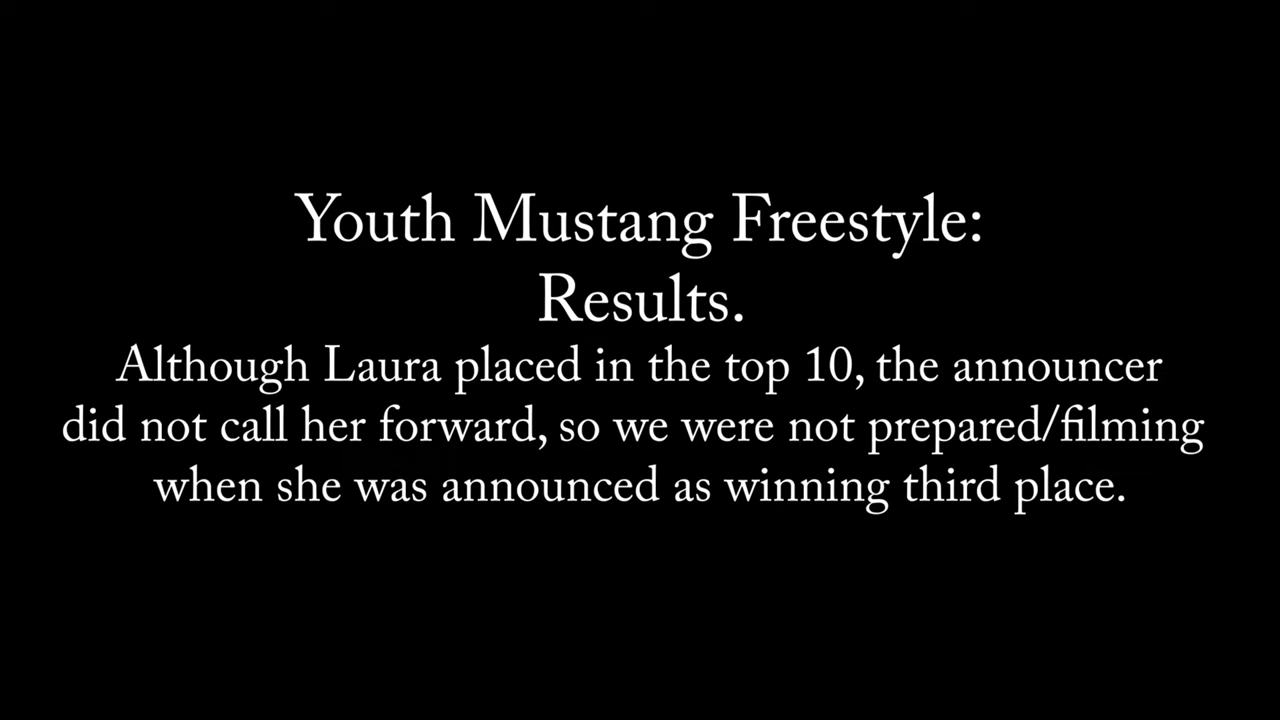 Youth Mustang Freestyle:
Results.
Although Laura placed in the top 10, the announcer
did not call her forward, so we were not prepared/filming
when she was announced as winning third place.